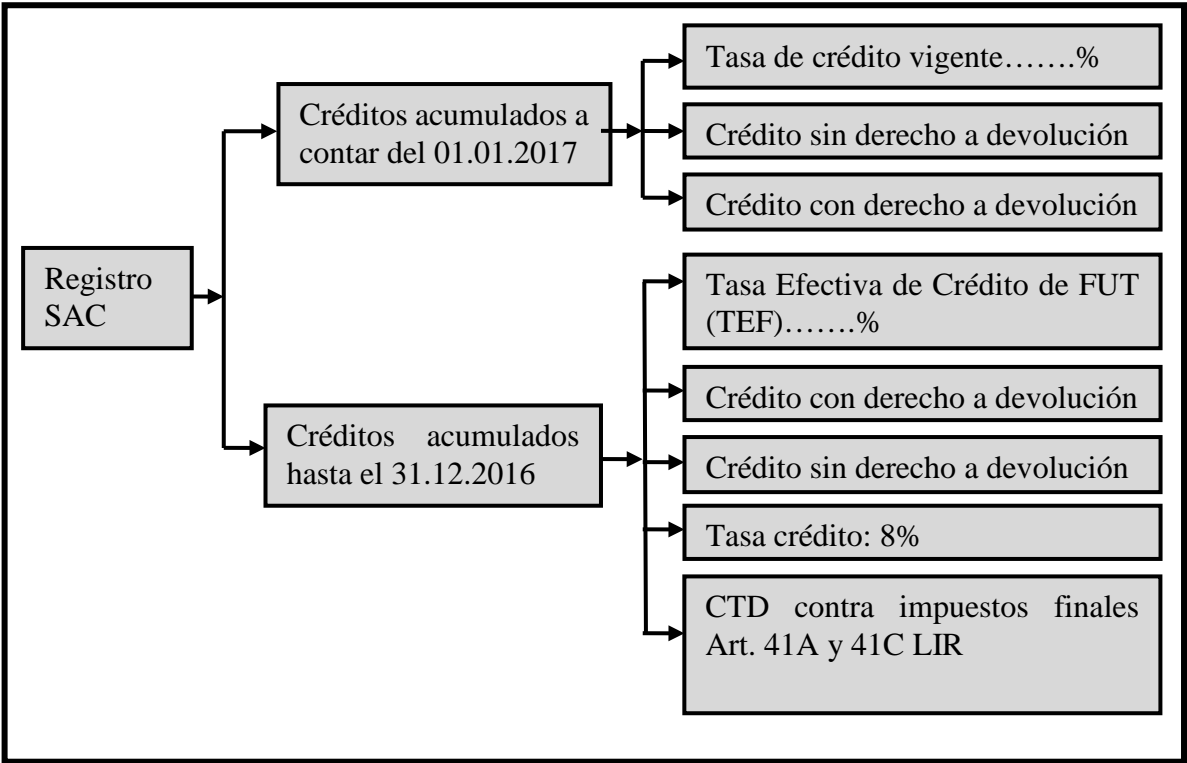 Registro
SAC
Créditos acumulados a
contar del 01.01.2017
Tasa de crédito vigente…….%
Crédito sin derecho a devolución
Crédito con derecho a devolución
Créditos acumulados
hasta el 31.12.2016
Tasa Efectiva de Crédito de FUT
(TEF)…….%
Crédito con derecho a devolución
Crédito sin derecho a devolución
Tasa crédito: 8%
CTD contra impuestos finales
Art. 41A y 41C LIR